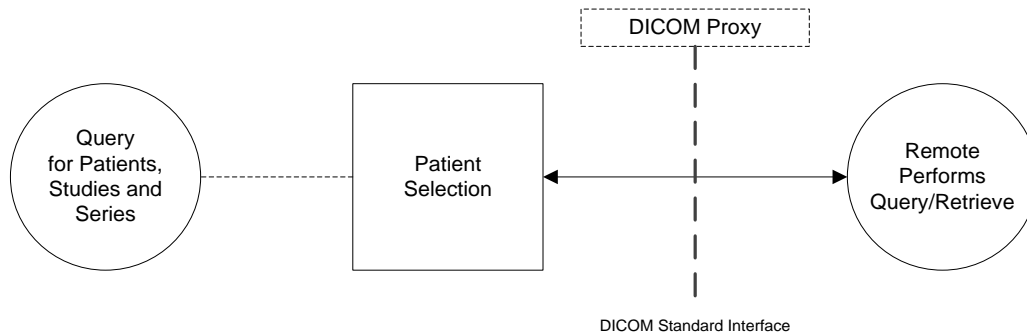 DICOM Proxy
Query
for Patients,
Studies and
Series
Patient
Selection
Remote
Performs
Query/Retrieve
DICOM Standard Interface